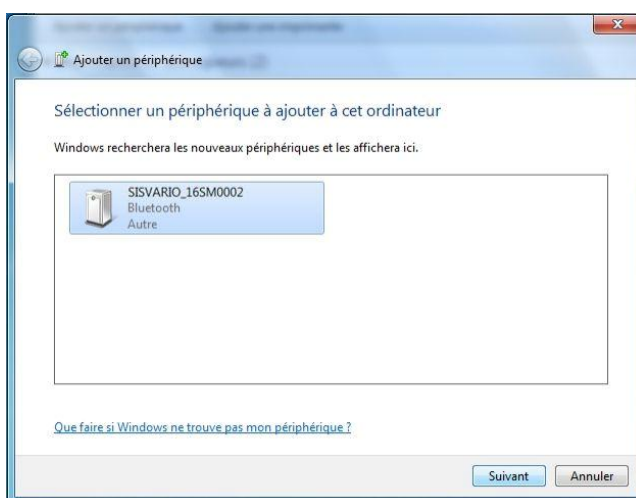 Ajouter un périphérique
Sélectionner un périphérique à ajouter à cet ordinateur
Windows recherchera les nouveaux périphériques et les affichera ici.
SISVARIO_16SM0002
Bluetooth
Autre
Que faire si Windows ne trouve pas mon périphérique ?
Suivant Annuler